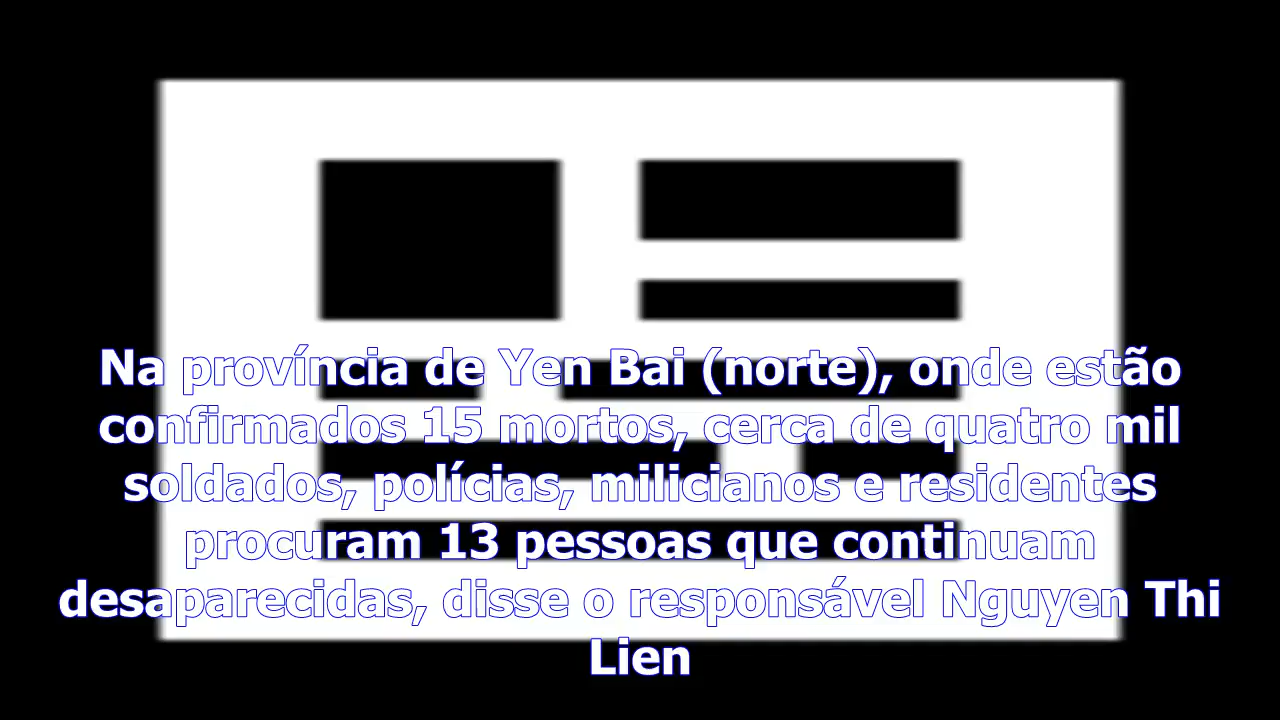 Na província de Yen Bai (norte), onde estão
confirmados 15 mortos, cerca de quatro mil
soldados, polícias, milicianos e residentes
procuram 13 pessoas que continuam
desaparecidas, disse o responsável Nguyen Thi
Lien